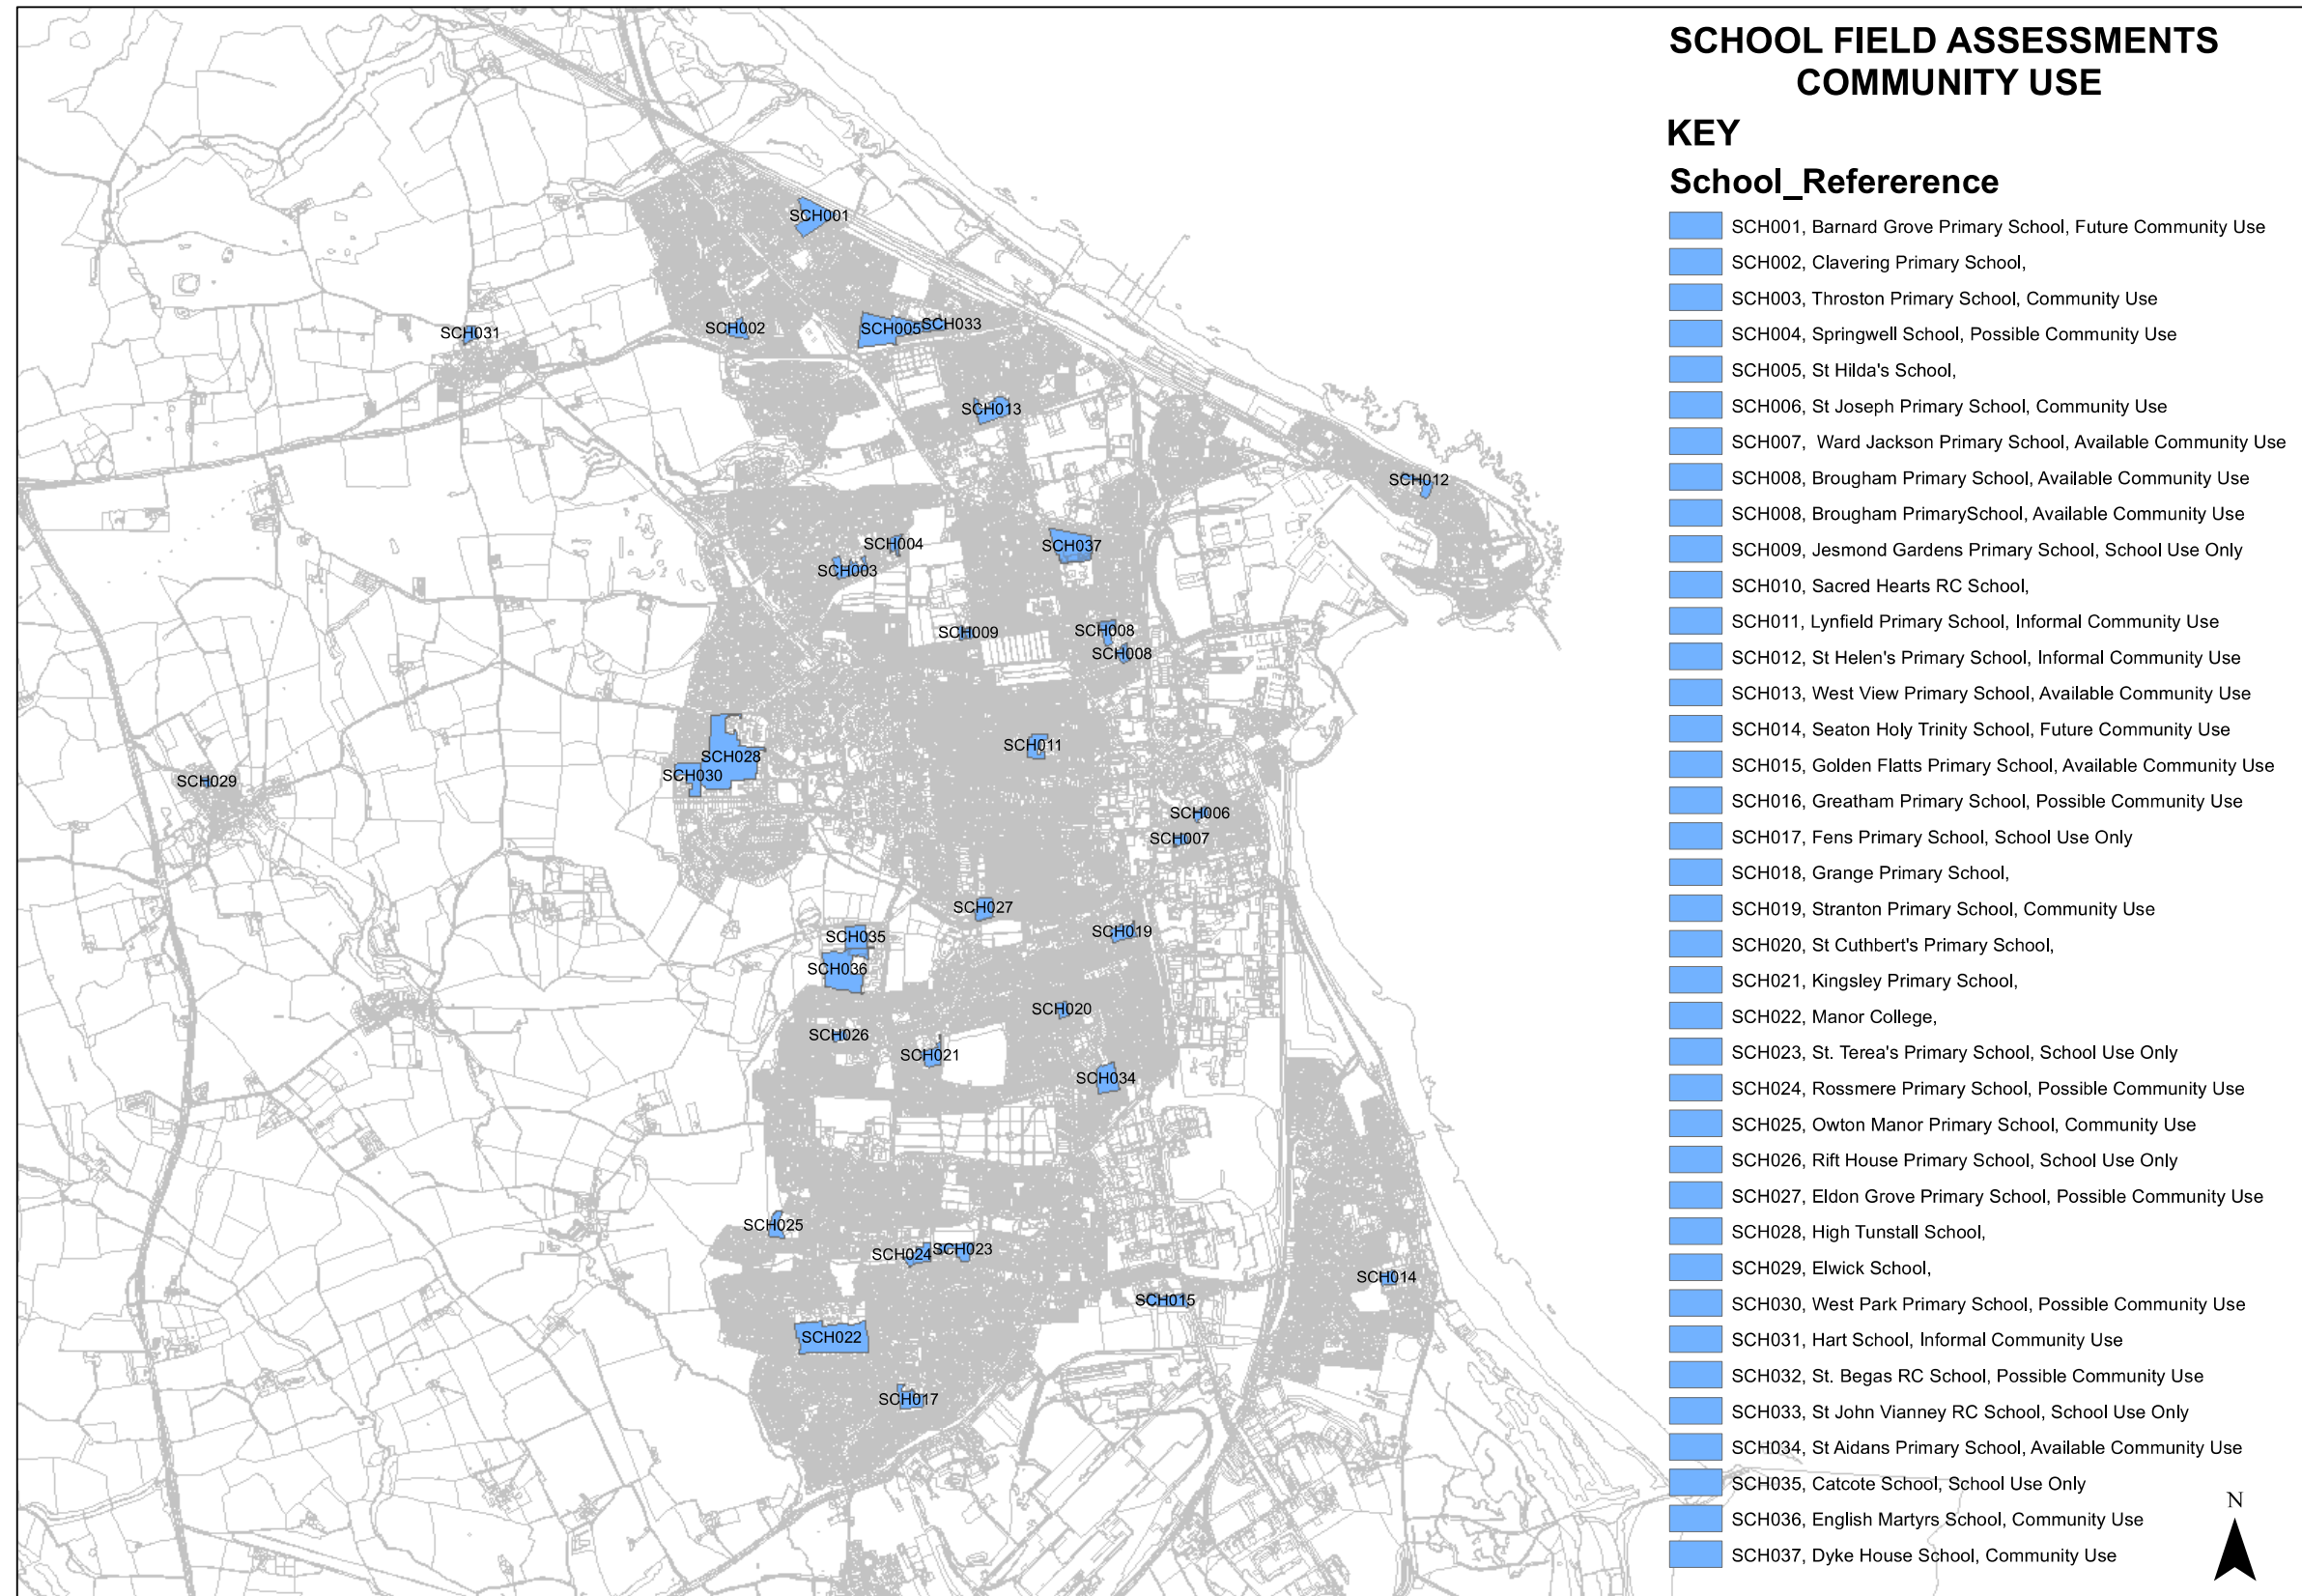 SCHOOL FIELD ASSESSMENTS
COMMUNITY USE
KEY
School_Refererence
SCH001, Barnard Grove Primary School, Future Community Use
SCH002, Clavering Primary School,
SCH003, Throston Primary School, Community Use
SCH004, Springwell School, Possible Community Use
SCH005, St Hilda's School,
SCH006, St Joseph Primary School, Community Use
SCH007, Ward Jackson Primary School, Available Community Use
SCH008, Brougham Primary School, Available Community Use
SCH008, Brougham PrimarySchool, Available Community Use
SCH009, Jesmond Gardens Primary School, School Use Only
SCH010, Sacred Hearts RC School,
SCH011, Lynfield Primary School, Informal Community Use
SCH012, St Helen's Primary School, Informal Community Use
SCH013, West View Primary School, Available Community Use
SCH014, Seaton Holy Trinity School, Future Community Use
SCH015, Golden Flatts Primary School, Available Community Use
SCH016, Greatham Primary School, Possible Community Use
SCH017, Fens Primary School, School Use Only
SCH018, Grange Primary School,
SCH019, Stranton Primary School, Community Use
SCH020, St Cuthbert's Primary School,
SCH021, Kingsley Primary School,
SCH022, Manor College,
SCH023, St. Terea's Primary School, School Use Only
SCH024, Rossmere Primary School, Possible Community Use
SCH025, Owton Manor Primary School, Community Use
SCH026, Rift House Primary School, School Use Only
SCH027, Eldon Grove Primary School, Possible Community Use
SCH028, High Tunstall School,
SCH029, Elwick School,
SCH030, West Park Primary School, Possible Community Use
SCH031, Hart School, Informal Community Use
SCH032, St. Begas RC School, Possible Community Use
SCH033, St John Vianney RC School, School Use Only
SCH034, St Aidans Primary School, Available Community Use
SCH035, Catcote School, School Use Only
SCH036, English Martyrs School, Community Use
SCH037, Dyke House School, Community Use
N
SCH001
SCH002
SCH005
SCH033
SCH031
SCH013
SCH012
SCH004
SCH037
SCH003
SCH009
SCH008
SCH008
SCH011
SCH028
SCH030
SCH029
SCH006
SCH007
SCH027
SCH019
SCH035
SCH036
SCH020
SCH026
SCH021
SCH034
SCH025
SCH024
SCH023
SCH014
SCH015
SCH022
SCH017